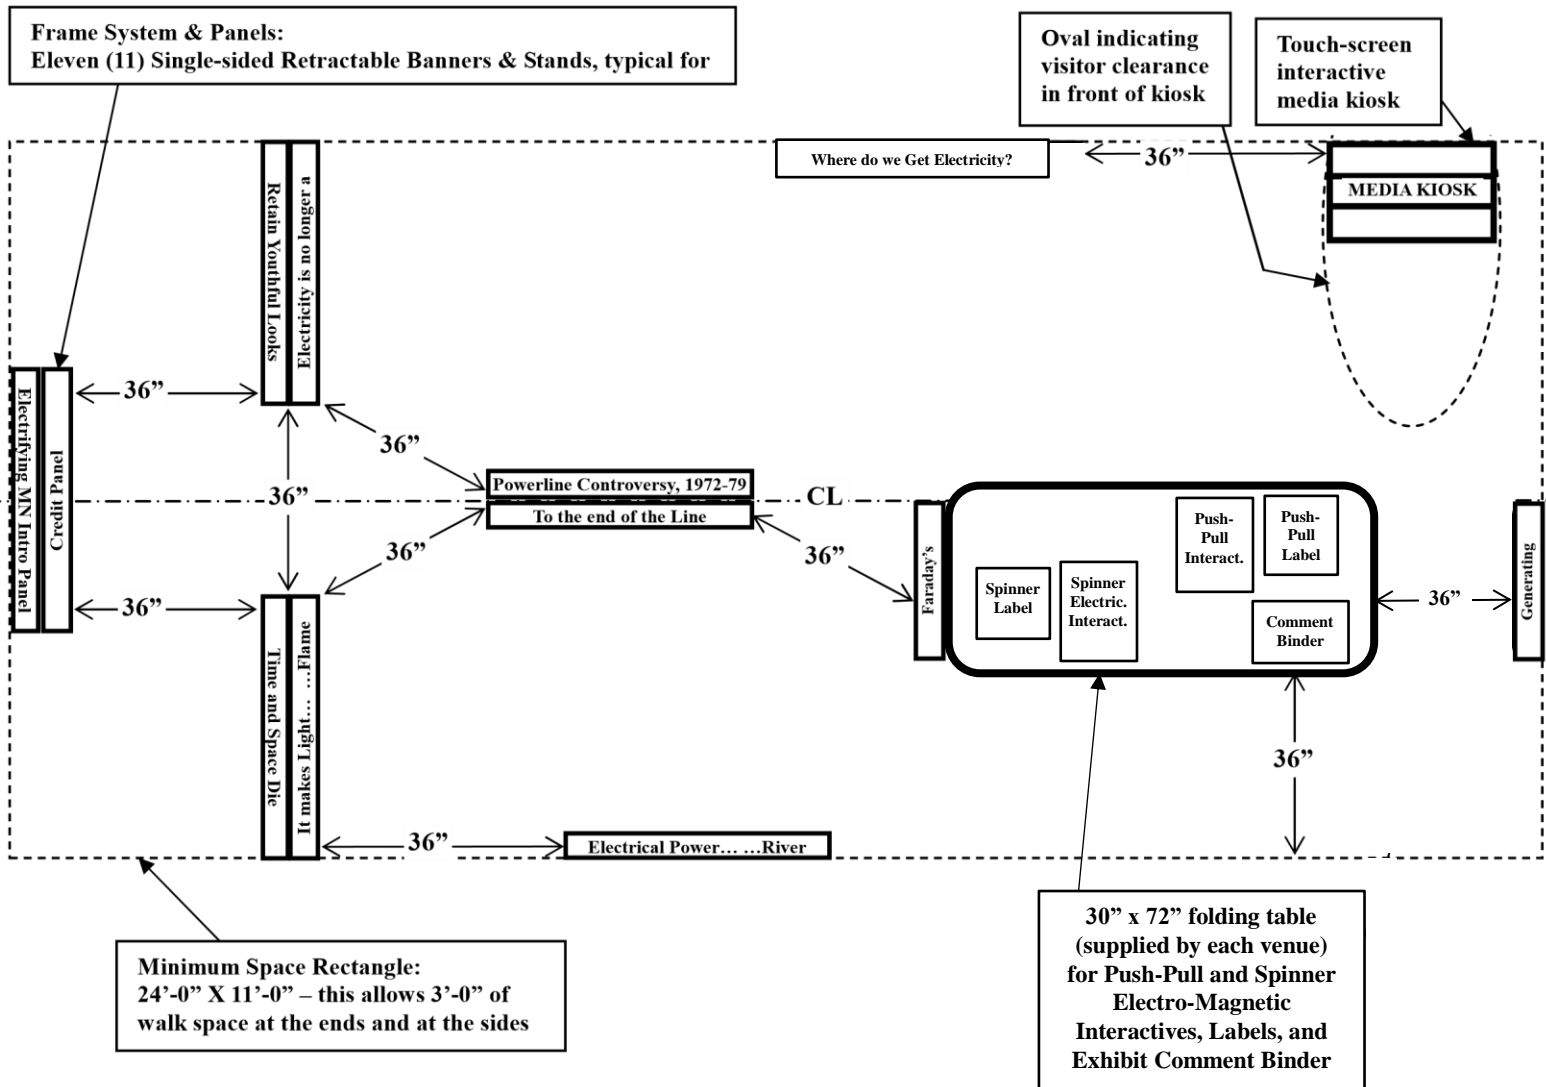 Frame System & Panels:
Eleven (11) Single-sided Retractable Banners & Stands, typical for
Oval indicating
visitor clearance
in front of kiosk
Touch-screen
interactive
media kiosk
Where do we Get Electricity?
36”
MEDIA KIOSK
Retain Youthful Looks
Electricity is no longer a
36”
Electrifying MN Intro Panel
Credit Panel
36”
36”
Powerline Controversy, 1972-79
CL
To the end of the Line
36”
36”
36”
Faraday’s
Push-
Pull
Interact.
Push-
Pull
Label
Spinner
Label
Spinner
Electric.
Interact.
Comment
Binder
36”
Generating
Time and Space Die
It makes Light… …Flame
36”
36”
Electrical Power… …River
36”
Minimum Space Rectangle:
24’-0” X 11’-0” – this allows 3’-0” of
walk space at the ends and at the sides
30” x 72” folding table
(supplied by each venue)
for Push-Pull and Spinner
Electro-Magnetic
Interactives, Labels, and
Exhibit Comment Binder